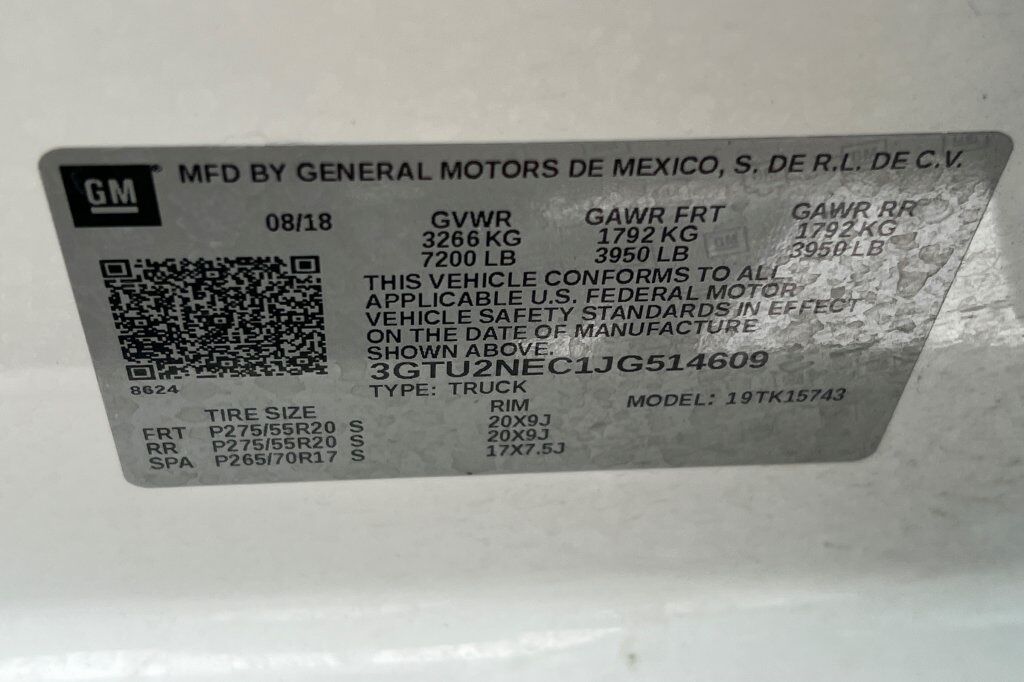 GM
MFD BY GENERAL MOTORS DE MEXICO, S. DE R.L. DE C.V.
08/18 GVWR GAWR FRT GAWR RR
3266 KG 1792 KG 1792 KG
7200 LB 3950 LB 3950 LB
THIS VEHICLE CONFORMS TO ALL
APPLICABLE U.S. FEDERAL MOTOR
VEHICLE SAFETY STANDARDS IN EFFECT
ON THE DATE OF MANUFACTURE
SHOWN ABOVE.
3GTU2NEC1JG514609
8624
TYPE: TRUCK MODEL: 19TK15743
TIRE SIZE RIM
FRT P275/55R20 S 20X9J
RR P275/55R20 S 20X9J
SPA P265/70R17 S 17X7.5J